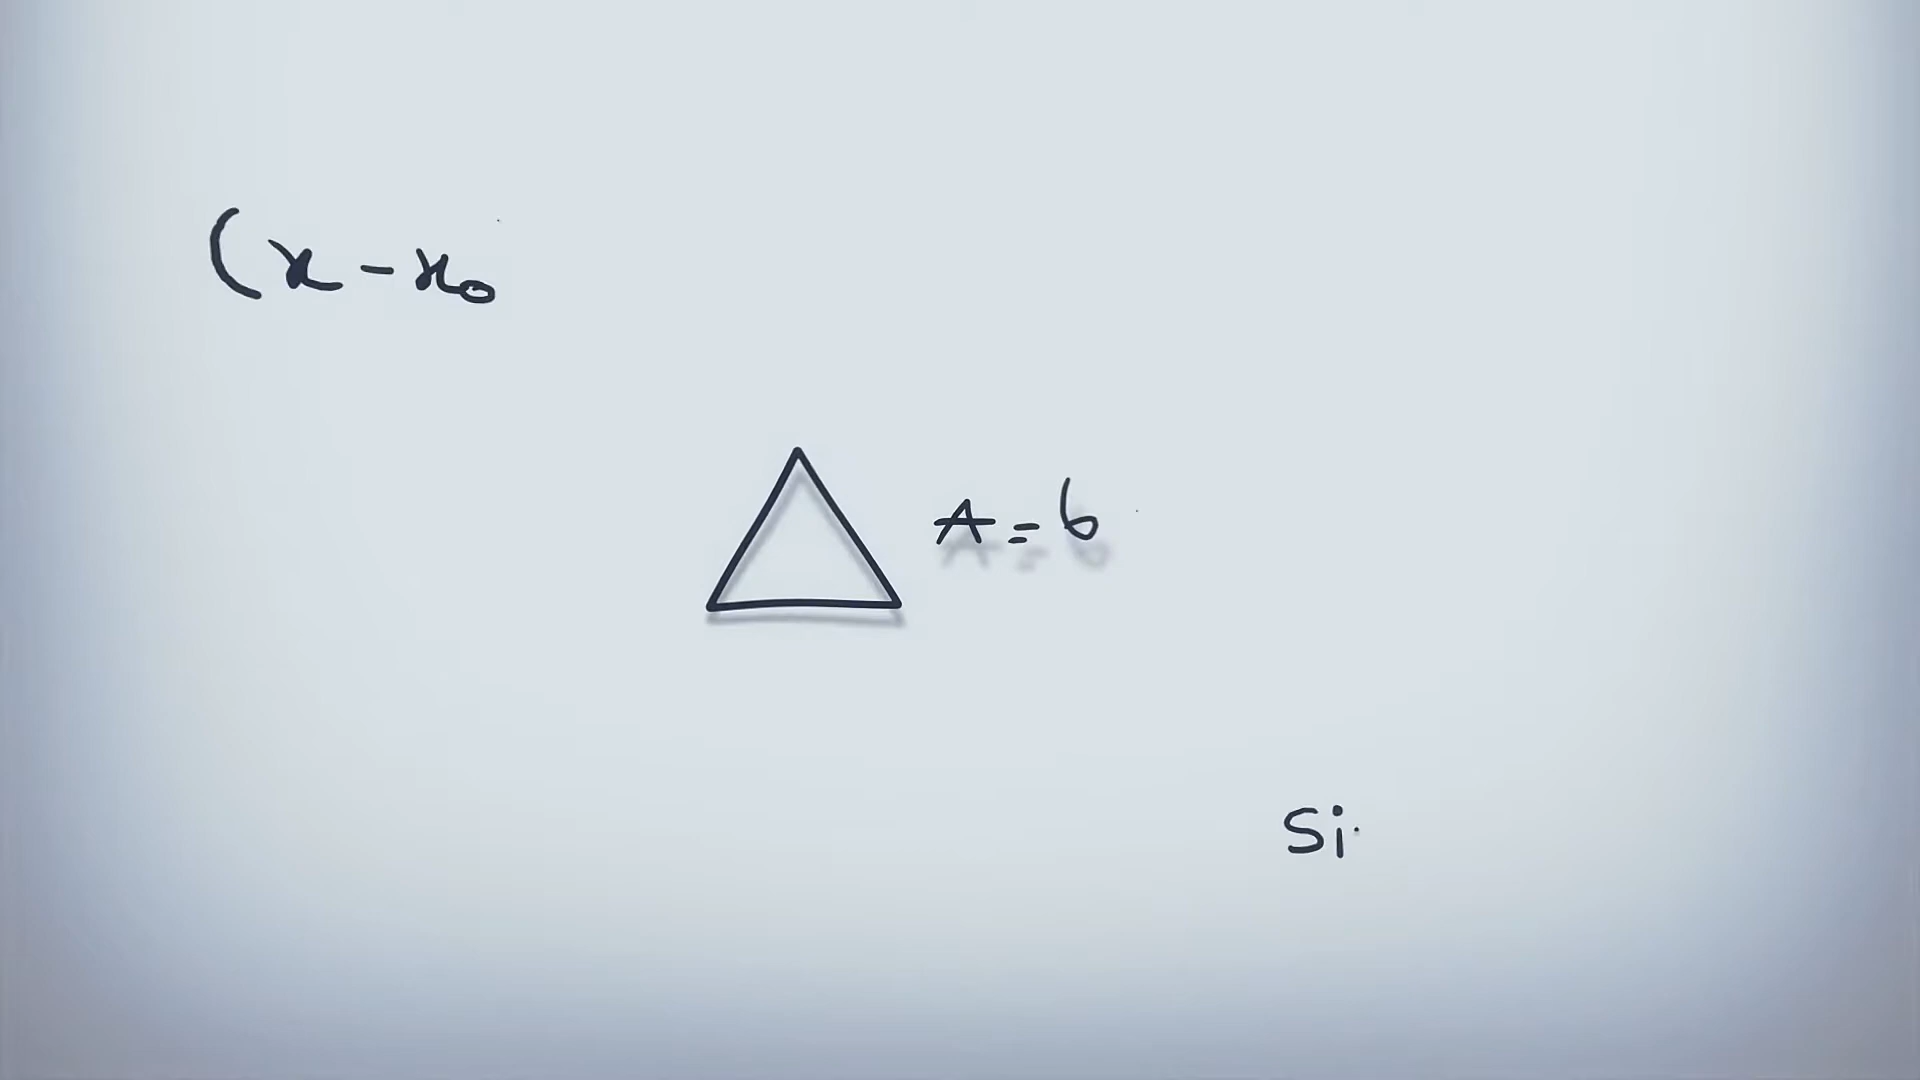 (x - x₀
A = 6
Si